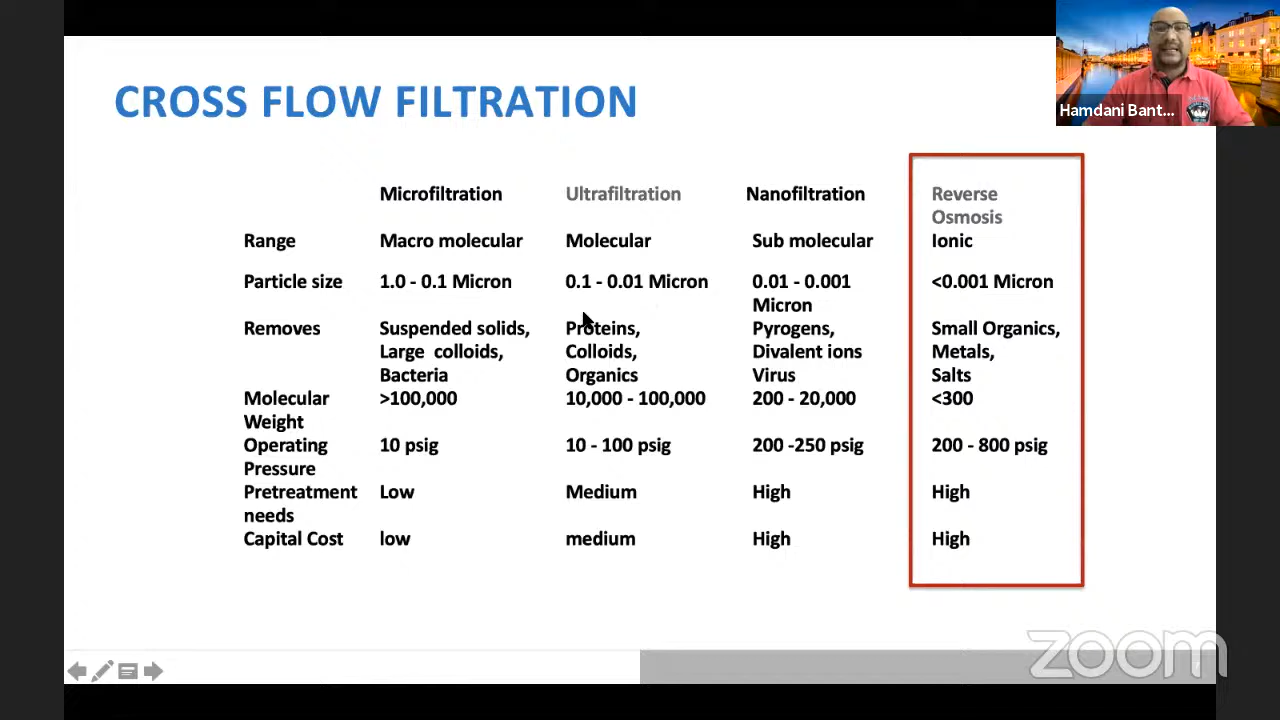 CROSS FLOW FILTRATION
Hamdani Bant...
Microfiltration Ultrafiltration Nanofiltration Reverse
Osmosis
Range Macro molecular Molecular Sub molecular Ionic
Particle size 1.0 - 0.1 Micron 0.1 - 0.01 Micron 0.01 - 0.001 <0.001 Micron
Micron
Removes Suspended solids, Proteins, Pyrogens, Small Organics,
Large colloids, Colloids, Divalent ions Metals,
Bacteria Organics Virus Salts
Molecular >100,000 10,000 - 100,000 200 - 20,000 <300
Weight
Operating 10 psig 10 - 100 psig 200 -250 psig 200 - 800 psig
Pressure
Pretreatment Low Medium High High
needs
Capital Cost low medium High High
zoom